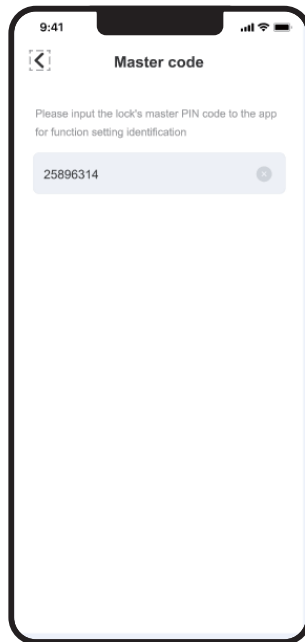 9:41
Master code
Please input the lock's master PIN code to the app
for function setting identification
25896314